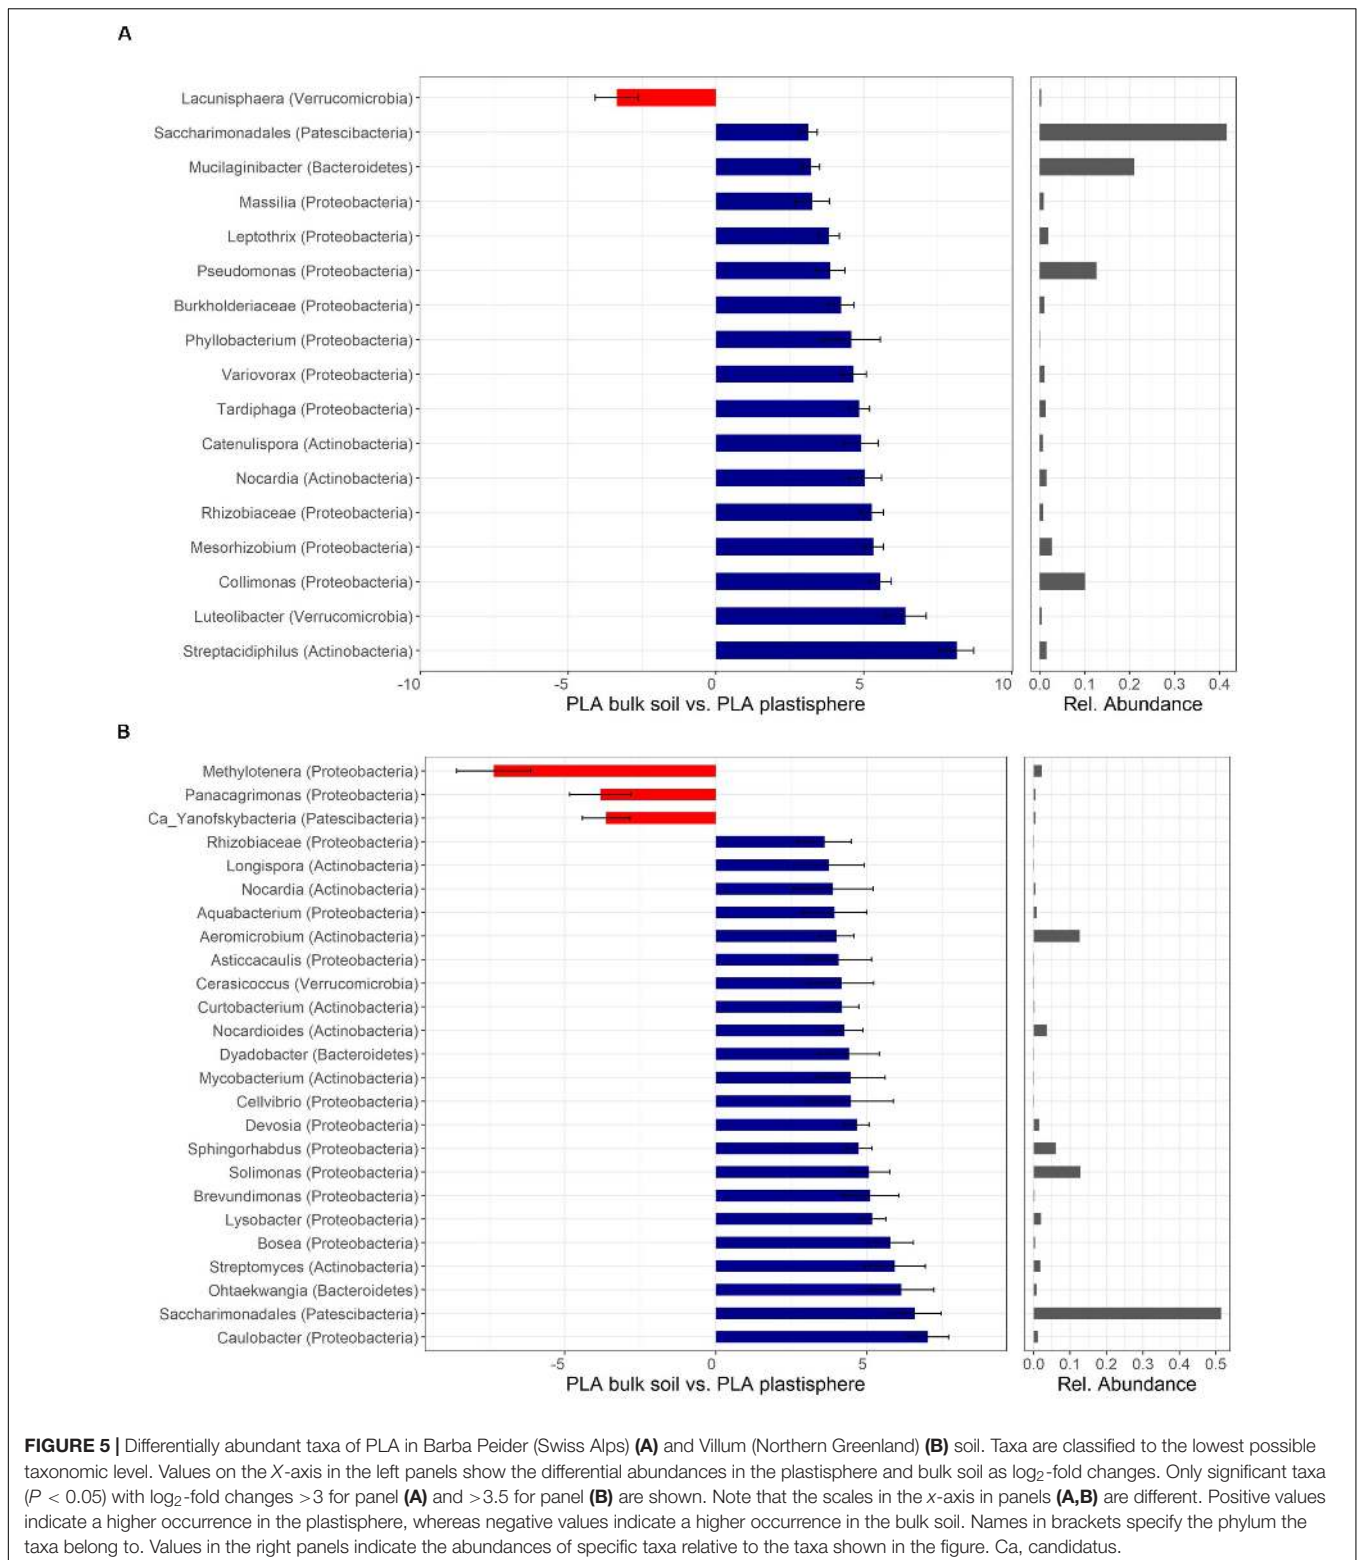 A
Lacunisphaera (Verrucomicrobia)
Saccharimonadales (Patescibacteria)
Mucilaginibacter (Bacteroidetes)
Massilia (Proteobacteria)
Leptothrix (Proteobacteria)
Pseudomonas (Proteobacteria)
Burkholderiaceae (Proteobacteria)
Phyllobacterium (Proteobacteria)
Variovorax (Proteobacteria)
Tardiphaga (Proteobacteria)
Catenulispora (Actinobacteria)
Nocardia (Actinobacteria)
Rhizobiaceae (Proteobacteria)
Mesorhizobium (Proteobacteria)
Collimonas (Proteobacteria)
Luteolibacter (Verrucomicrobia)
Streptacidiphilus (Actinobacteria)
-10 -5 0 5 10 0.0 0.1 0.2 0.3 0.4
PLA bulk soil vs. PLA plastisphere Rel. Abundance
B
Methylotenera (Proteobacteria)
Panacagrimonas (Proteobacteria)
Ca_Yanofskybacteria (Patescibacteria)
Rhizobiaceae (Proteobacteria)
Longispora (Actinobacteria)
Nocardia (Actinobacteria)
Aquabacterium (Proteobacteria)
Aeromicrobium (Actinobacteria)
Asticcacaulis (Proteobacteria)
Cerasicoccus (Verrucomicrobia)
Curtobacterium (Actinobacteria)
Nocardioides (Actinobacteria)
Dyadobacter (Bacteroidetes)
Mycobacterium (Actinobacteria)
Cellvibrio (Proteobacteria)
Devosia (Proteobacteria)
Sphingorhabdus (Proteobacteria)
Solimonas (Proteobacteria)
Brevundimonas (Proteobacteria)
Lysobacter (Proteobacteria)
Bosea (Proteobacteria)
Streptomyces (Actinobacteria)
Ohtaekwangia (Bacteroidetes)
Saccharimonadales (Patescibacteria)
Caulobacter (Proteobacteria)
-5 0 5 0.0 0.1 0.2 0.3 0.4 0.5
PLA bulk soil vs. PLA plastisphere Rel. Abundance
FIGURE 5 | Differentially abundant taxa of PLA in Barba Peider (Swiss Alps) (A) and Villum (Northern Greenland) (B) soil. Taxa are classified to the lowest possible
taxonomic level. Values on the X-axis in the left panels show the differential abundances in the plastisphere and bulk soil as log₂-fold changes. Only significant taxa
(P < 0.05) with log₂-fold changes >3 for panel (A) and >3.5 for panel (B) are shown. Note that the scales in the x-axis in panels (A,B) are different. Positive values
indicate a higher occurrence in the plastisphere, whereas negative values indicate a higher occurrence in the bulk soil. Names in brackets specify the phylum the
taxa belong to. Values in the right panels indicate the abundances of specific taxa relative to the taxa shown in the figure. Ca, candidatus.